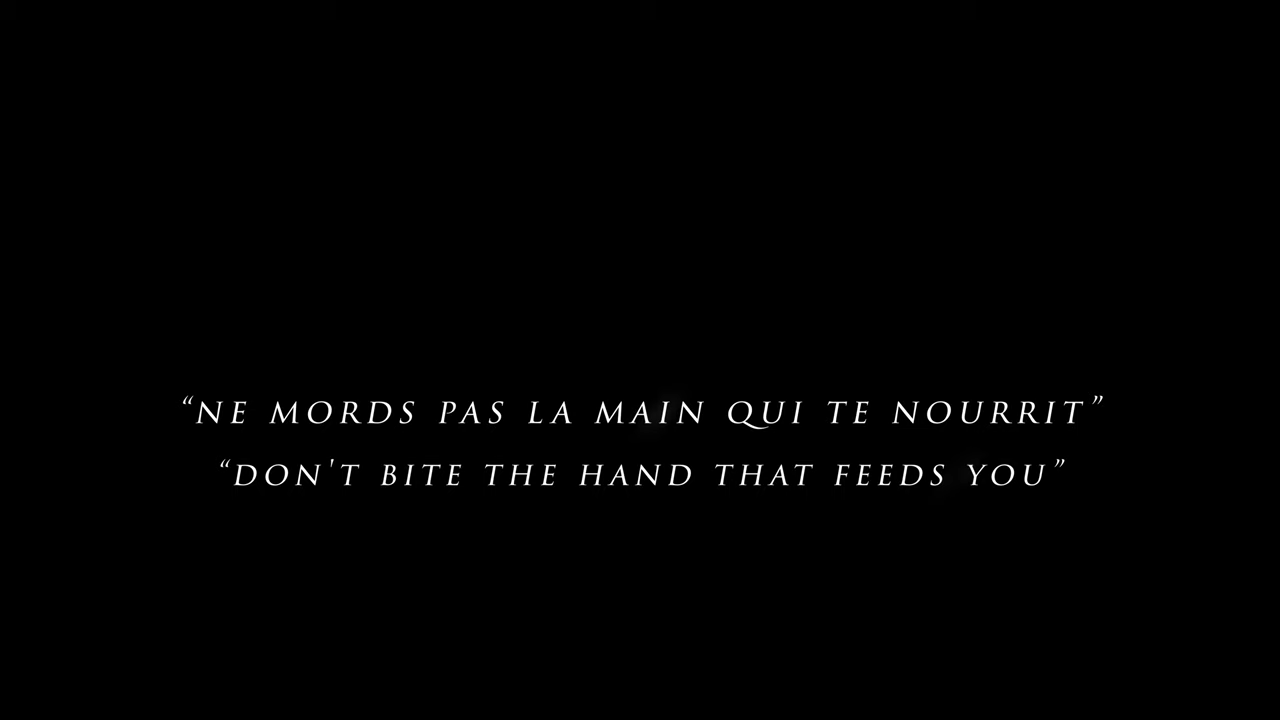 “NE MORDS PAS LA MAIN QUI TE NOURRIT”
“DON'T BITE THE HAND THAT FEEDS YOU”